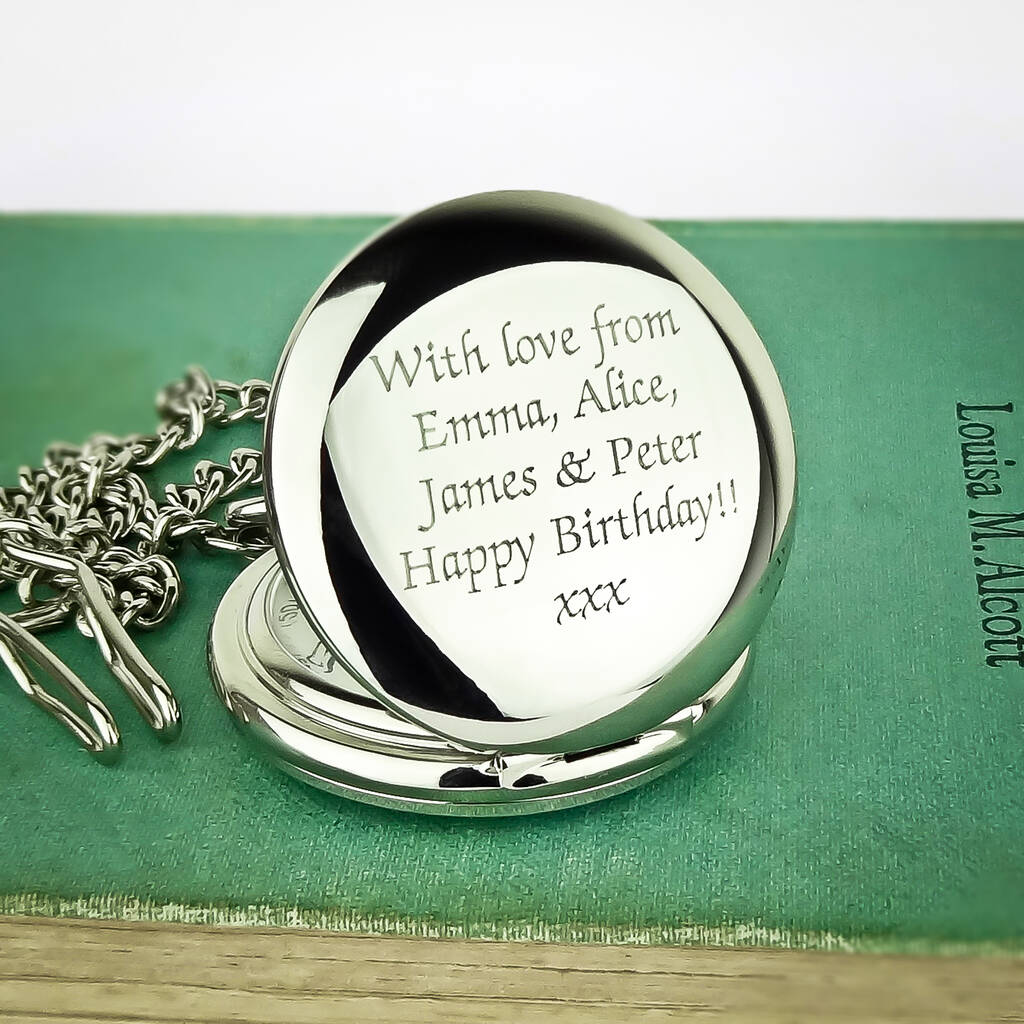 With love from
Emma, Alice,
James & Peter
Happy Birthday!!
xxx
Louisa M. Alcott